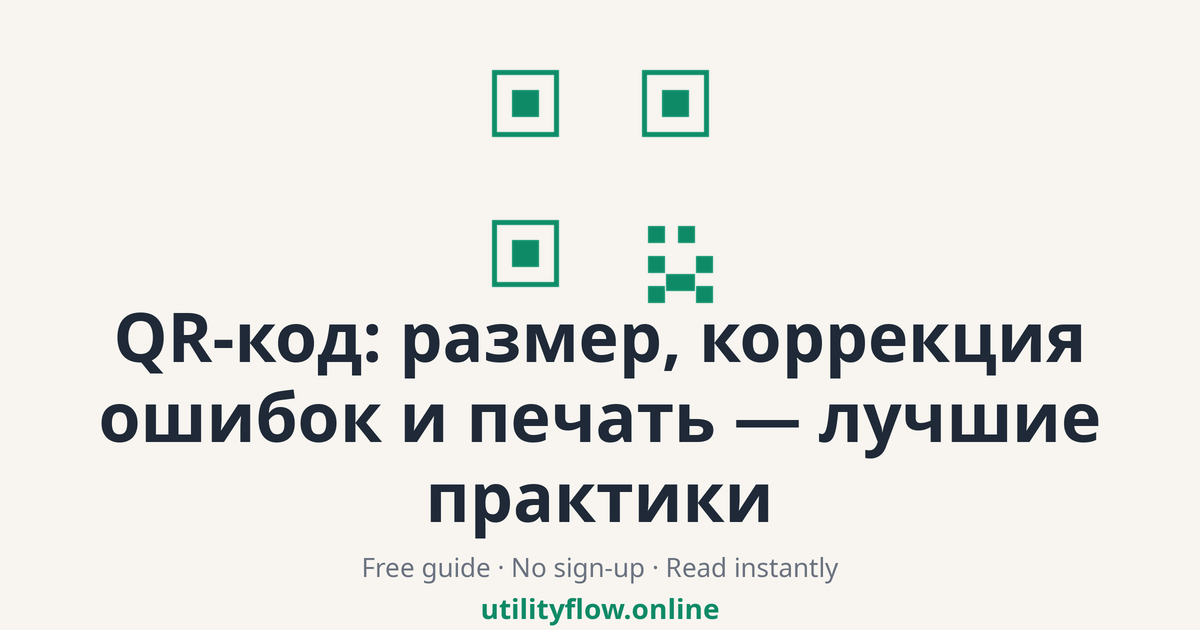 QR-код: размер, коррекция
ошибок и печать — лучшие
практики
Free guide · No sign-up · Read instantly
utilityflow.online